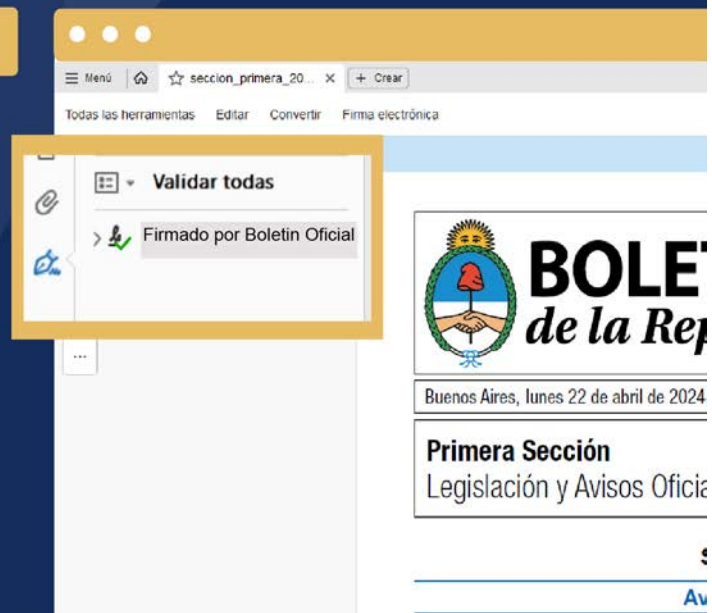 Menú
seccion_primera_20...
+ Crear
Todas las herramientas Editar Convertir Firma electrónica
Validar todas
Firmado por Boletin Oficial
...
BOLET
de la Rep
Buenos Aires, lunes 22 de abril de 2024
Primera Sección
Legislación y Avisos Oficia
S
Av